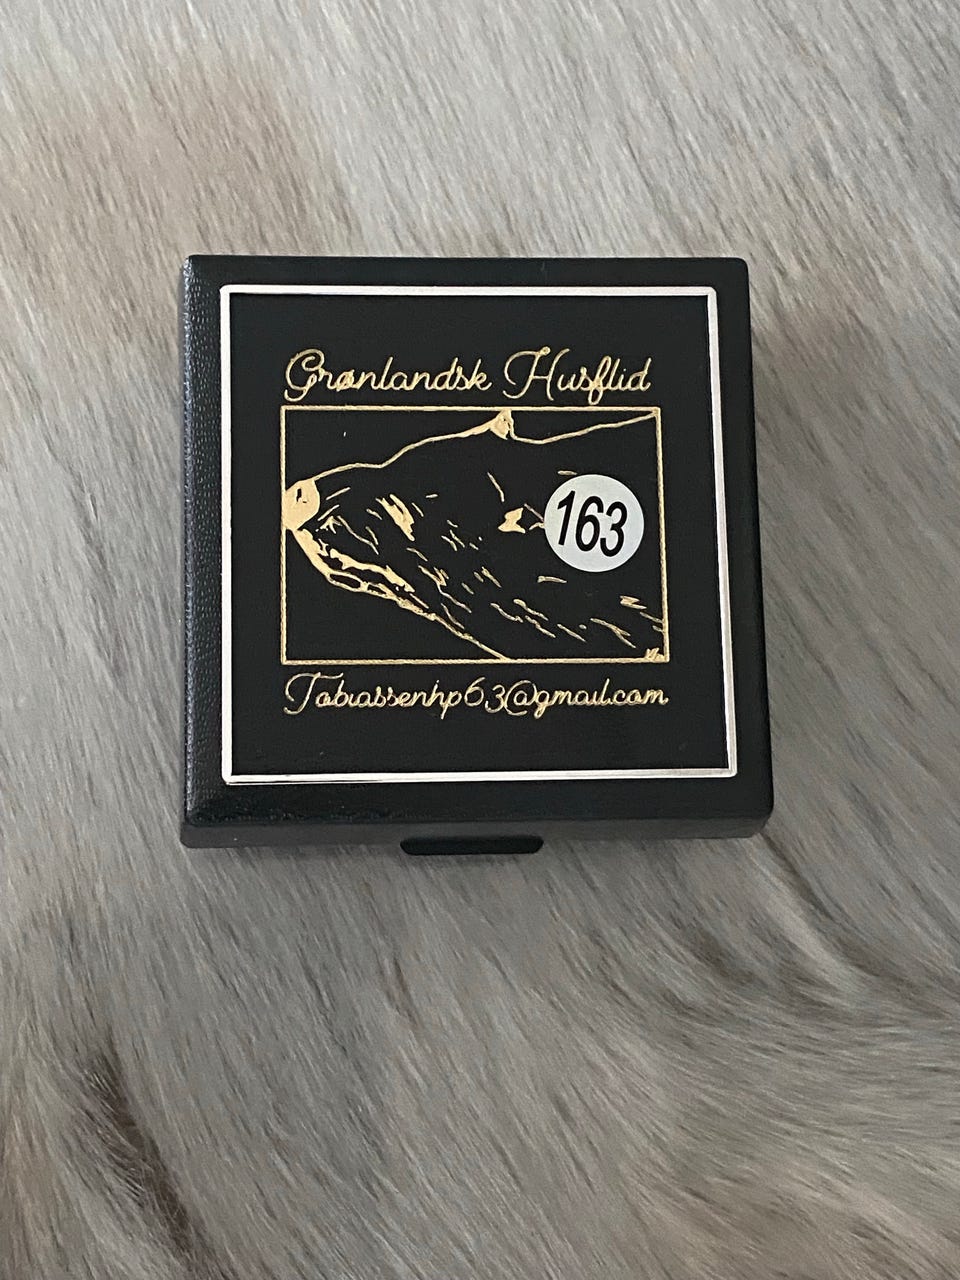 Grønlandsk Husflid
163
Tobiassenhp63@gmail.com